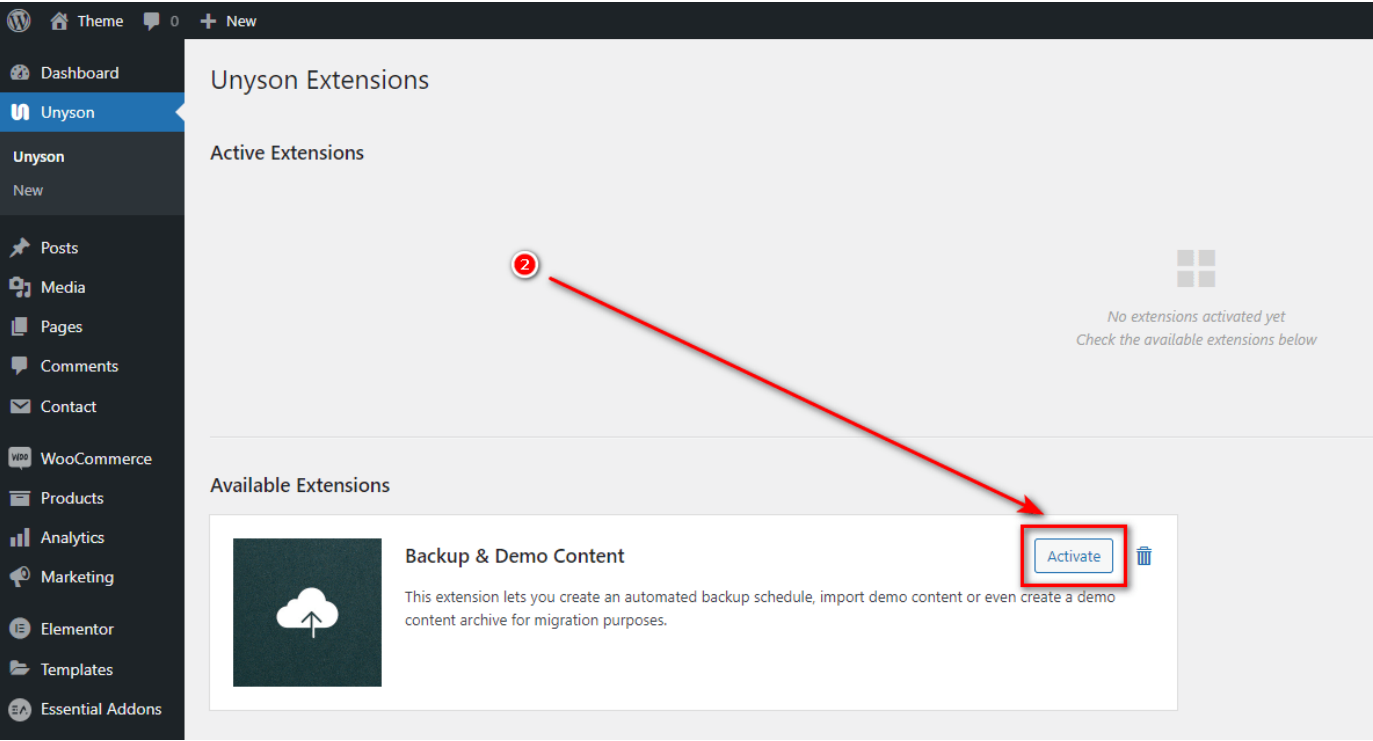 Theme 0 New
Dashboard
Unyson
Unyson
New
Posts
Media
Pages
Comments
Contact
WOO WooCommerce
Products
Analytics
Marketing
Elementor
Templates
EA Essential Addons
Unyson Extensions
Active Extensions
2
No extensions activated yet
Check the available extensions below
Available Extensions
Backup & Demo Content
Activate
This extension lets you create an automated backup schedule, import demo content or even create a demo
content archive for migration purposes.